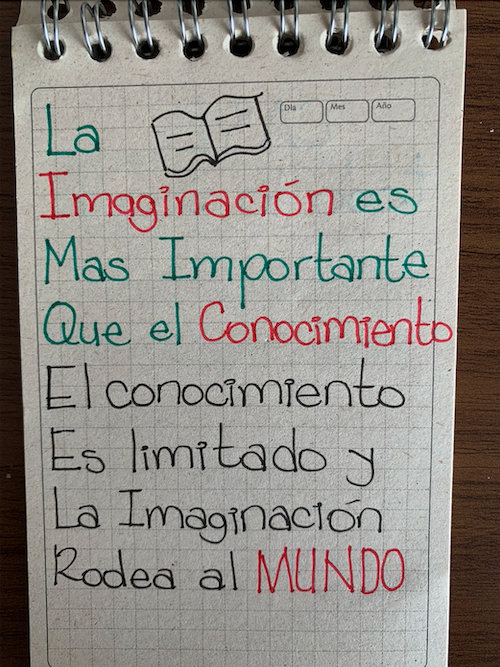 La
Día Mes Año
Imaginación es
Mas Importante
Que el Conocimiento
El conocimiento
Es limitado y
La Imaginación
Rodea al MUNDO